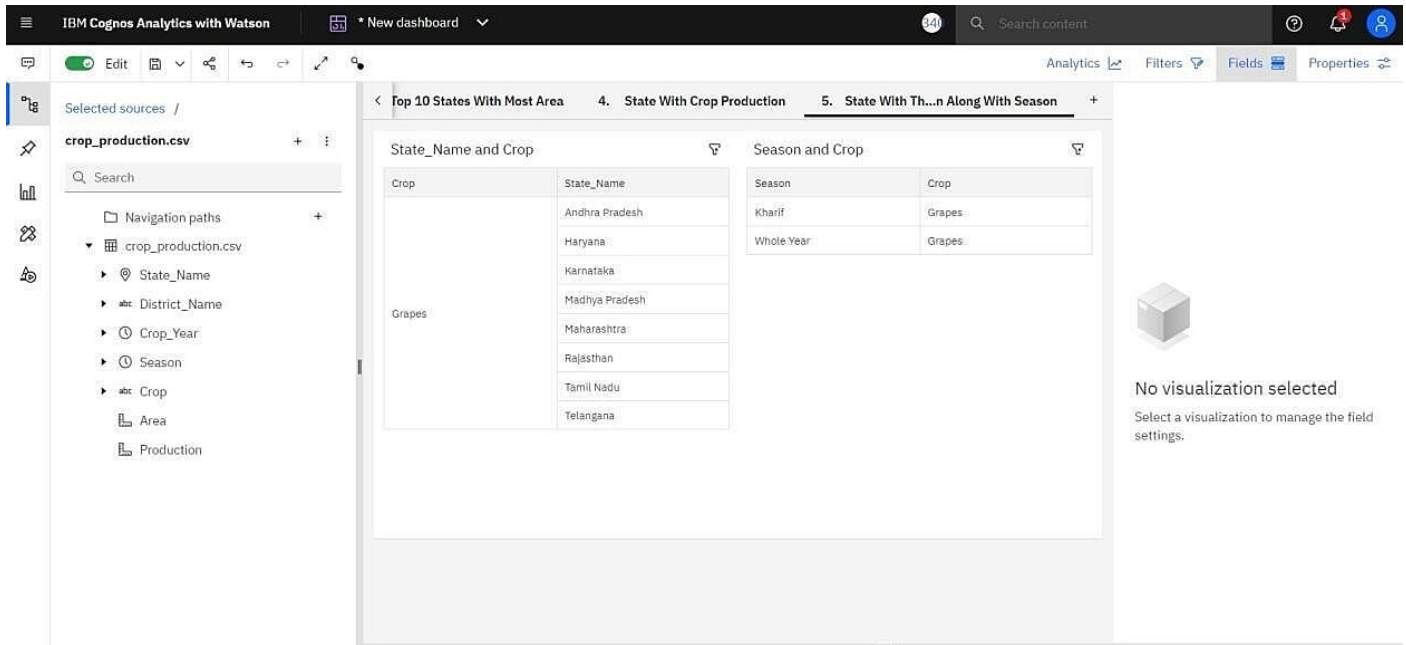 IBM Cognos Analytics with Watson
* New dashboard
340
Search content
1
Edit
Analytics
Filters
Fields
Properties
Selected sources /
crop_production.csv
Search
Navigation paths
crop_production.csv
State_Name
abc District_Name
Crop_Year
Season
abc Crop
Area
Production
Top 10 States With Most Area
4. State With Crop Production
5. State With Th...n Along With Season
State_Name and Crop
Crop State_Name
Grapes
Andhra Pradesh
Haryana
Karnataka
Madhya Pradesh
Maharashtra
Rajasthan
Tamil Nadu
Telangana
Season and Crop
Season Crop
Kharif Grapes
Whole Year Grapes
No visualization selected
Select a visualization to manage the field
settings.